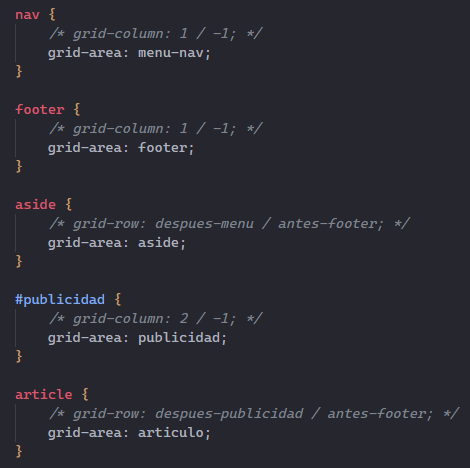 nav {
/* grid-column: 1 / -1; */
grid-area: menu-nav;
}
footer {
/* grid-column: 1 / -1; */
grid-area: footer;
}
aside {
/* grid-row: despues-menu / antes-footer; */
grid-area: aside;
}
#publicidad {
/* grid-column: 2 / -1; */
grid-area: publicidad;
}
article {
/* grid-row: despues-publicidad / antes-footer; */
grid-area: articulo;
}